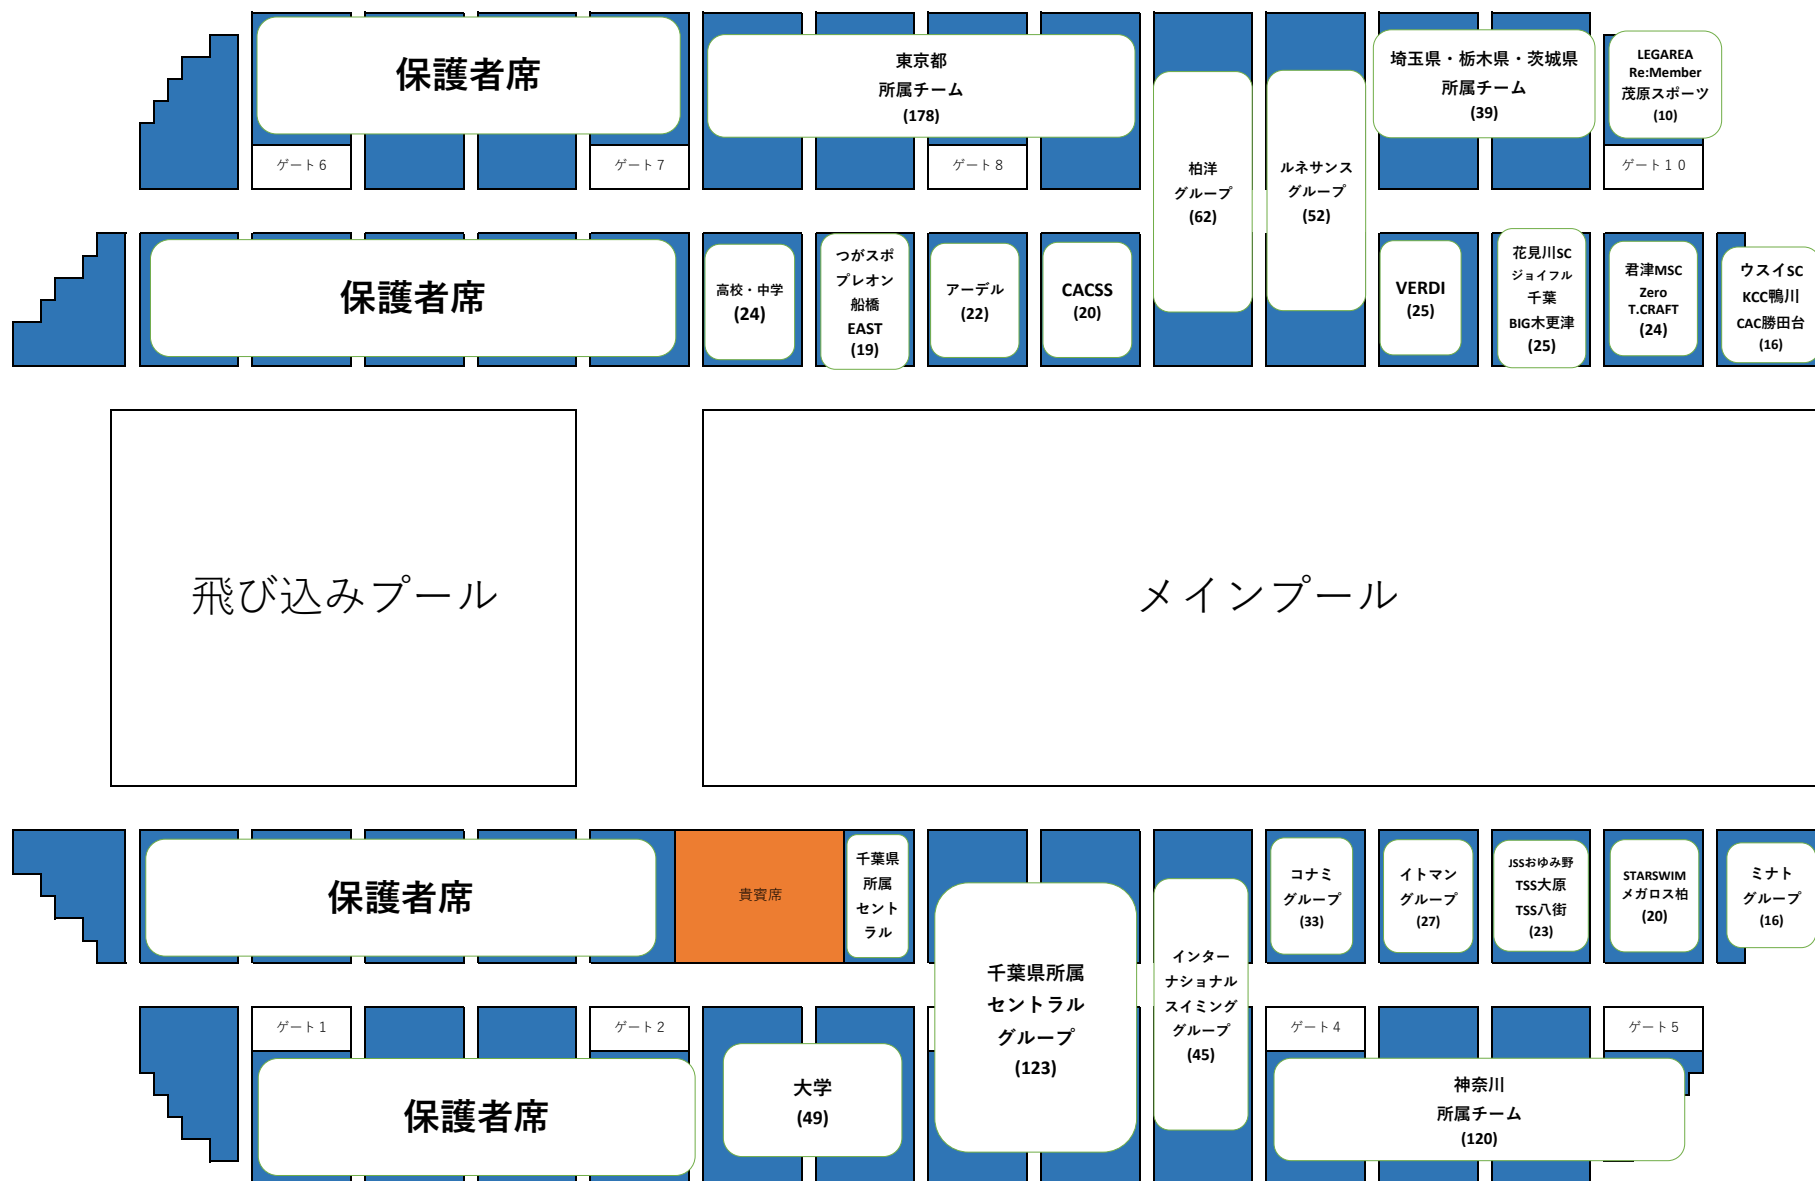 保護者席
東京都
所属チーム
(178)
埼玉県・栃木県・茨城県
所属チーム
(39)
LEGAREA
Re:Member
茂原スポーツ
(10)
ゲート６
ゲート７
ゲート８
ゲート１０
柏洋
グループ
(62)
ルネサンス
グループ
(52)
保護者席
高校・中学
(24)
つがスポ
プレオン
船橋
EAST
(19)
アーデル
(22)
CACSS
(20)
VERDI
(25)
花見川SC
ジョイフル
千葉
BIG木更津
(25)
君津MSC
Zero
T.CRAFT
(24)
ウスイSC
KCC鴨川
CAC勝田台
(16)
飛び込みプール
メインプール
保護者席
貴賓席
千葉県
所属
セント
ラル
千葉県所属
セントラル
グループ
(123)
インター
ナショナル
スイミング
グループ
(45)
コナミ
グループ
(33)
イトマン
グループ
(27)
JSSおゆみ野
TSS大原
TSS八街
(23)
STARSWIM
メガロス柏
(20)
ミナト
グループ
(16)
ゲート１
ゲート２
ゲート４
ゲート５
保護者席
大学
(49)
神奈川
所属チーム
(120)